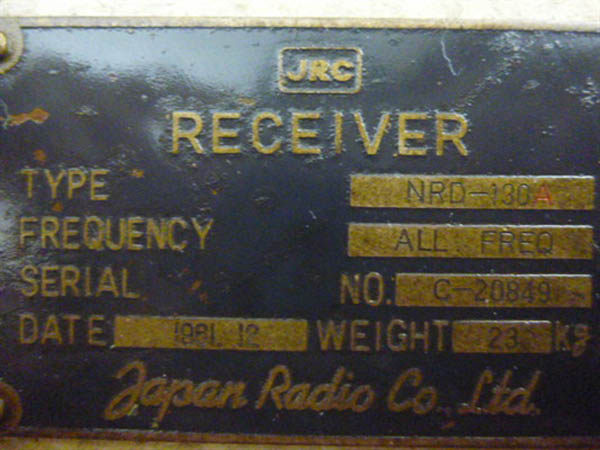 JRC
RECEIVER
TYPE NRD-130A
FREQUENCY ALL FREQ
SERIAL NO. C-20849
DATE 1981. 12 WEIGHT 23 Kg
Japan Radio Co., Ltd.